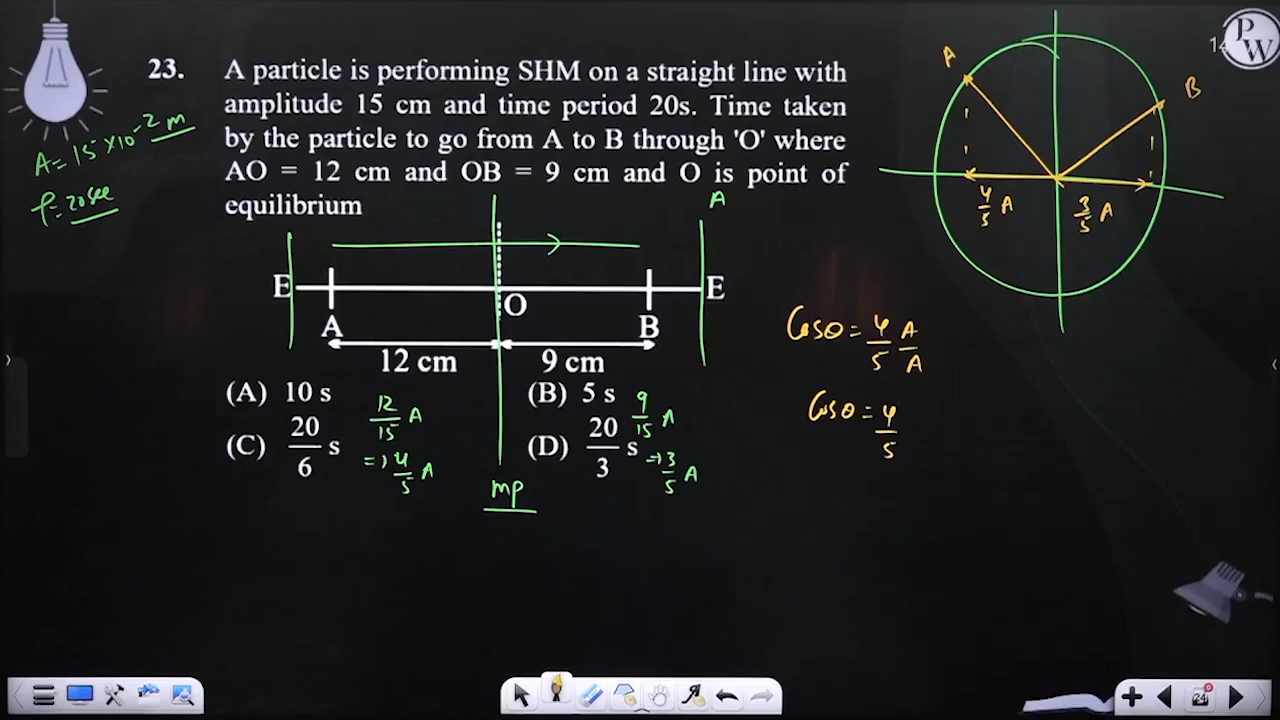 23. A particle is performing SHM on a straight line with
amplitude 15 cm and time period 20s. Time taken
by the particle to go from A to B through 'O' where
AO = 12 cm and OB = 9 cm and O is point of
equilibrium
A = 15 × 10⁻² m
P = 20 sec
A
E
O
E
A
B
12 cm
9 cm
(A) 10 s
(B) 5 s
(C) 20/6 s
(D) 20/3 s
12/15 A
=> 4/5 A
9/15 A
→ 3/5 A
MP
P
W
A
B
4/5 A
3/5 A
Cosθ = 4/5 A/A
Cosθ = 4/5